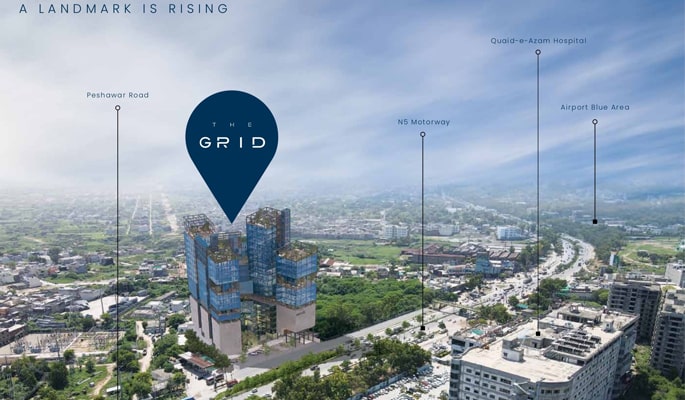 A LANDMARK IS RISING
Quaid-e-Azam Hospital
Peshawar Road
Airport Blue Area
N5 Motorway
THE
GRID